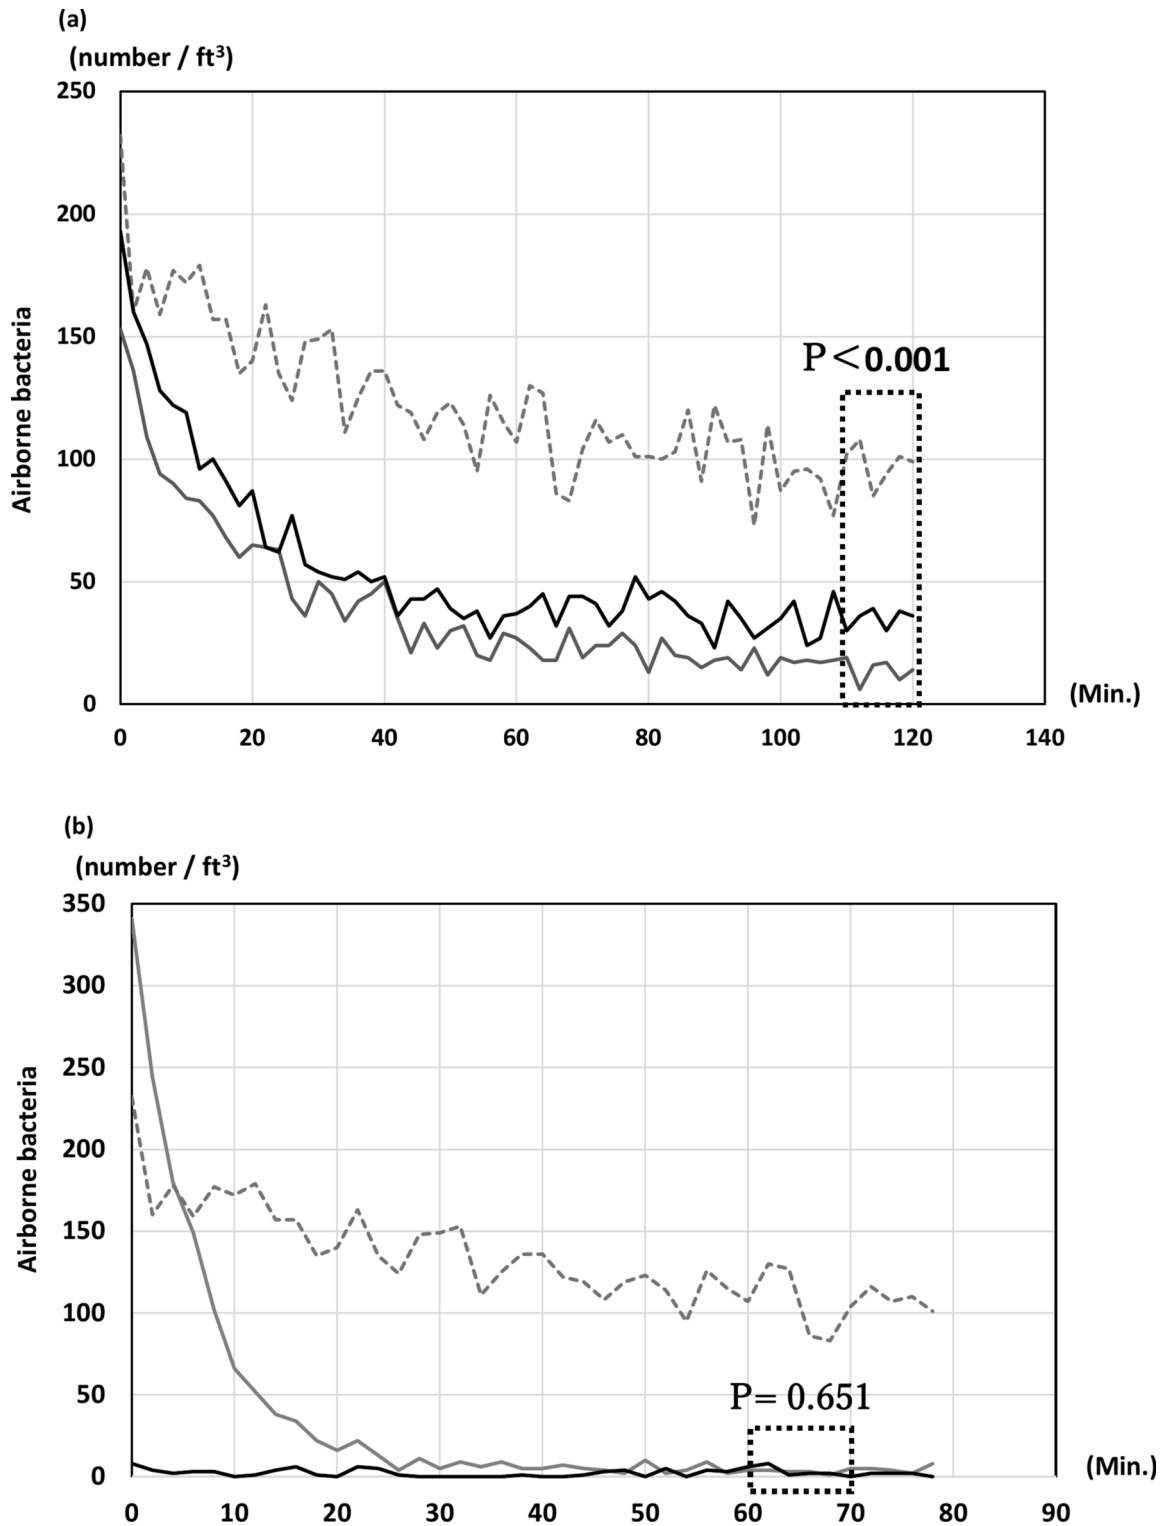 (a)
(number / ft³)
250
200
150
100
50
0
Airborne bacteria
P<0.001
(Min.)
0 20 40 60 80 100 120 140
(b)
(number / ft³)
350
300
250
200
150
100
50
0
Airborne bacteria
P= 0.651
(Min.)
0 10 20 30 40 50 60 70 80 90